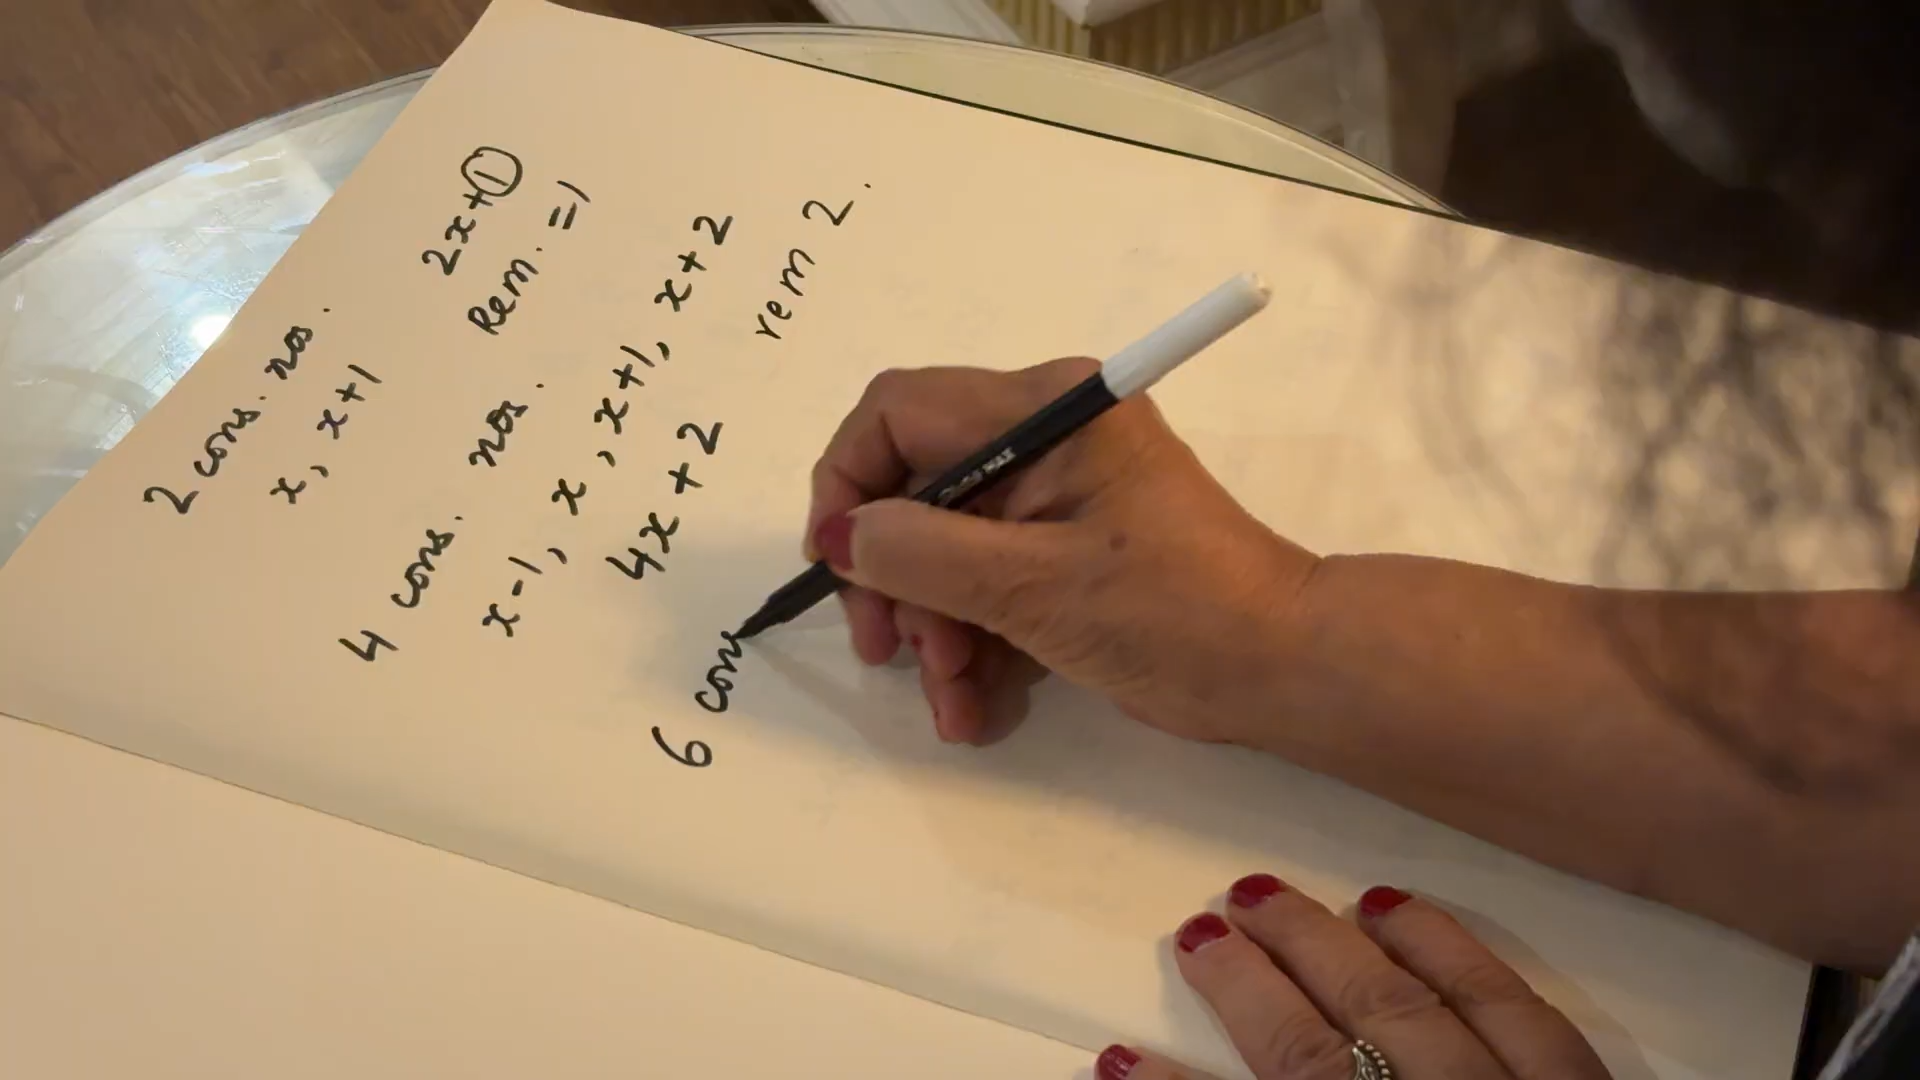 2 cons. nos.
x, x+1
2x+1
Rem. = 1
4 cons. nos.
x-1, x, x+1, x+2
4x+2
rem 2.
6 cons